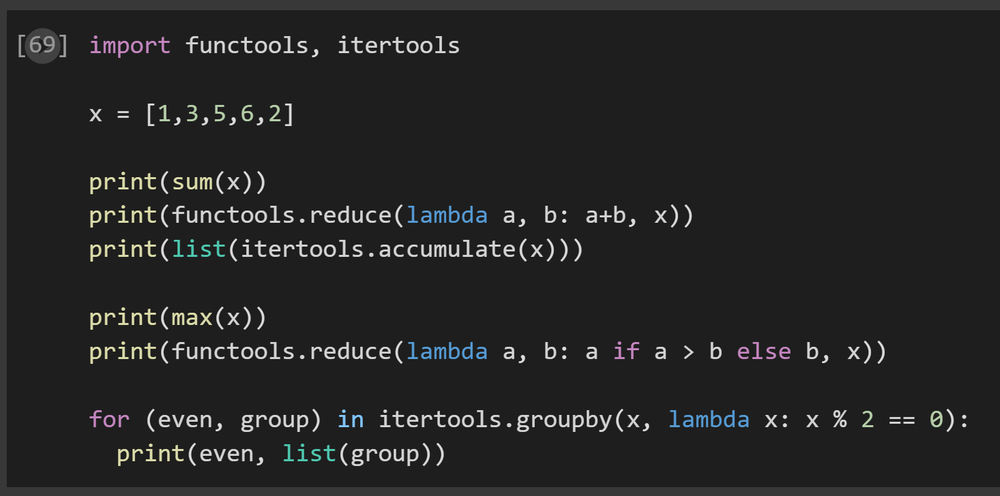 [69] import functools, itertools
x = [1,3,5,6,2]
print(sum(x))
print(functools.reduce(lambda a, b: a+b, x))
print(list(itertools.accumulate(x)))
print(max(x))
print(functools.reduce(lambda a, b: a if a > b else b, x))
for (even, group) in itertools.groupby(x, lambda x: x % 2 == 0):
  print(even, list(group))